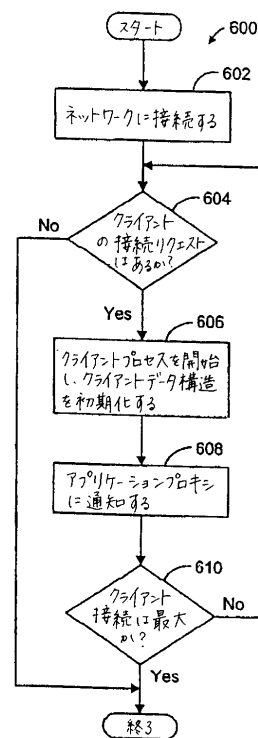 スタート
600
602
ネットワークに接続する
604
クライアント
の接続リクエスト
はあるか?
No
Yes
606
クライアントプロセスを開始
し、クライアントデータ構造
を初期化する
608
アプリケーションプロキシ
に通知する
610
クライアント
接続は最大
か?
No
Yes
終了